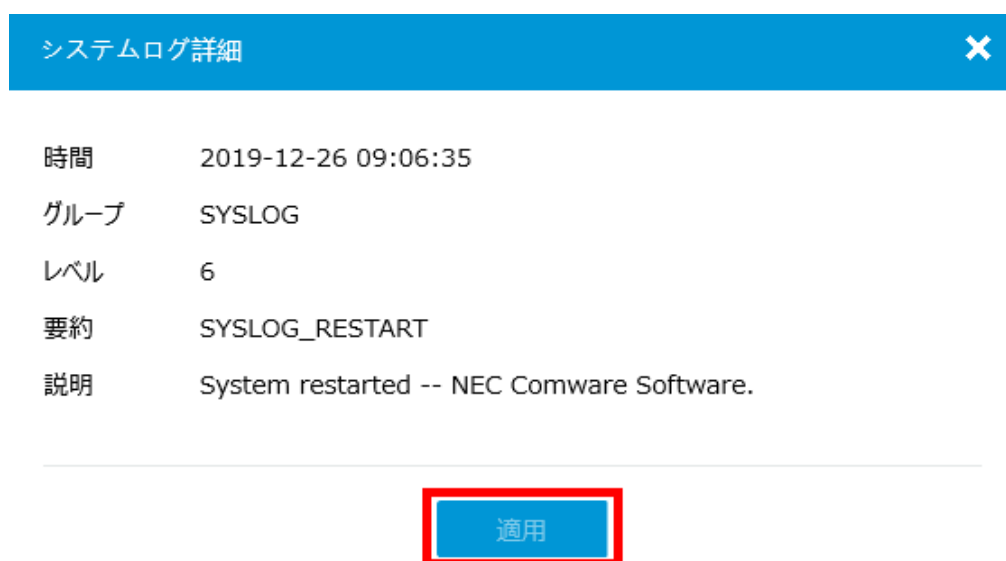 システムログ詳細
時間 2019-12-26 09:06:35
グループ SYSLOG
レベル 6
要約 SYSLOG_RESTART
説明 System restarted -- NEC Comware Software.
適用